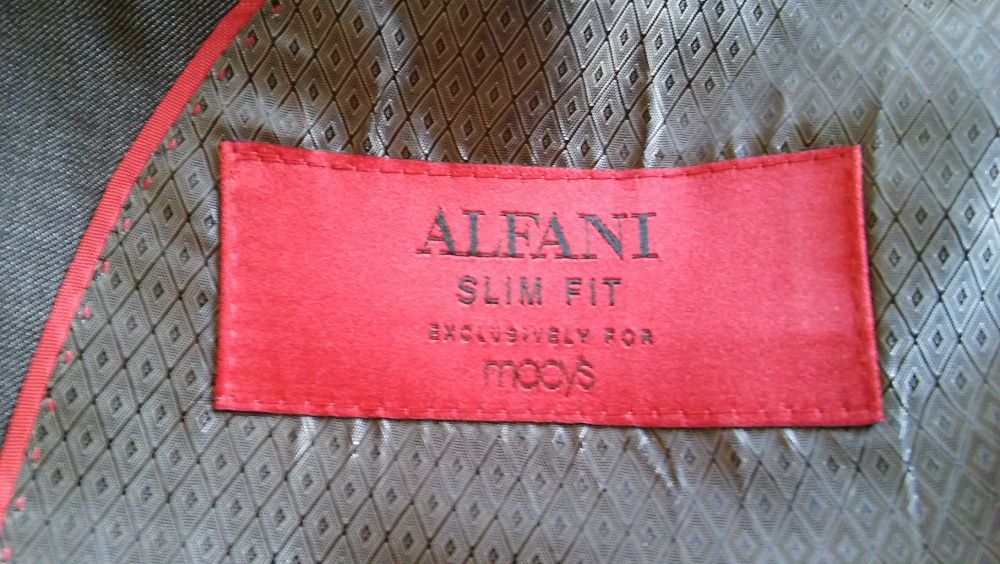 ALFANI
SLIM FIT
EXCLUSIVELY FOR
macy's